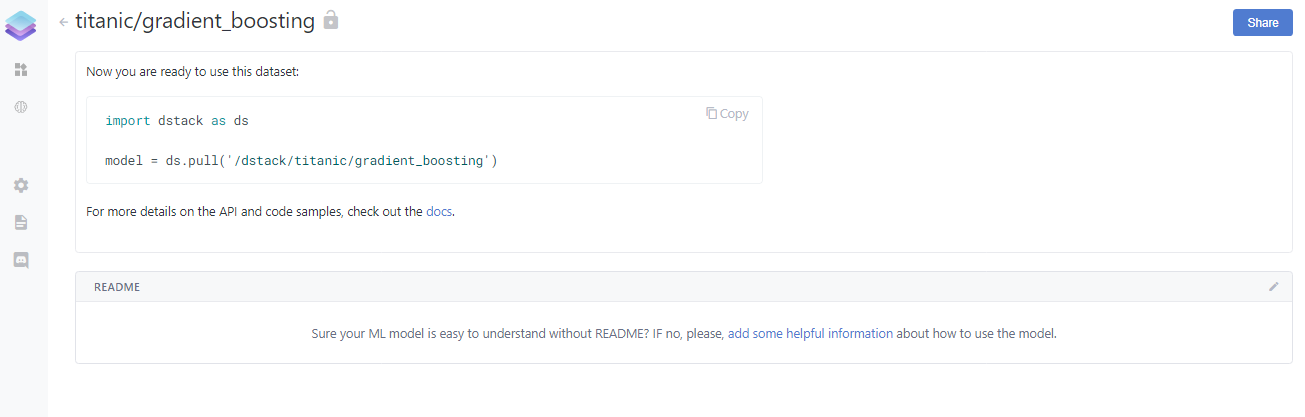 titanic/gradient_boosting
Share
Now you are ready to use this dataset:
Copy
import dstack as ds
model = ds.pull('/dstack/titanic/gradient_boosting')
For more details on the API and code samples, check out the docs.
README
Sure your ML model is easy to understand without README? IF no, please, add some helpful information about how to use the model.